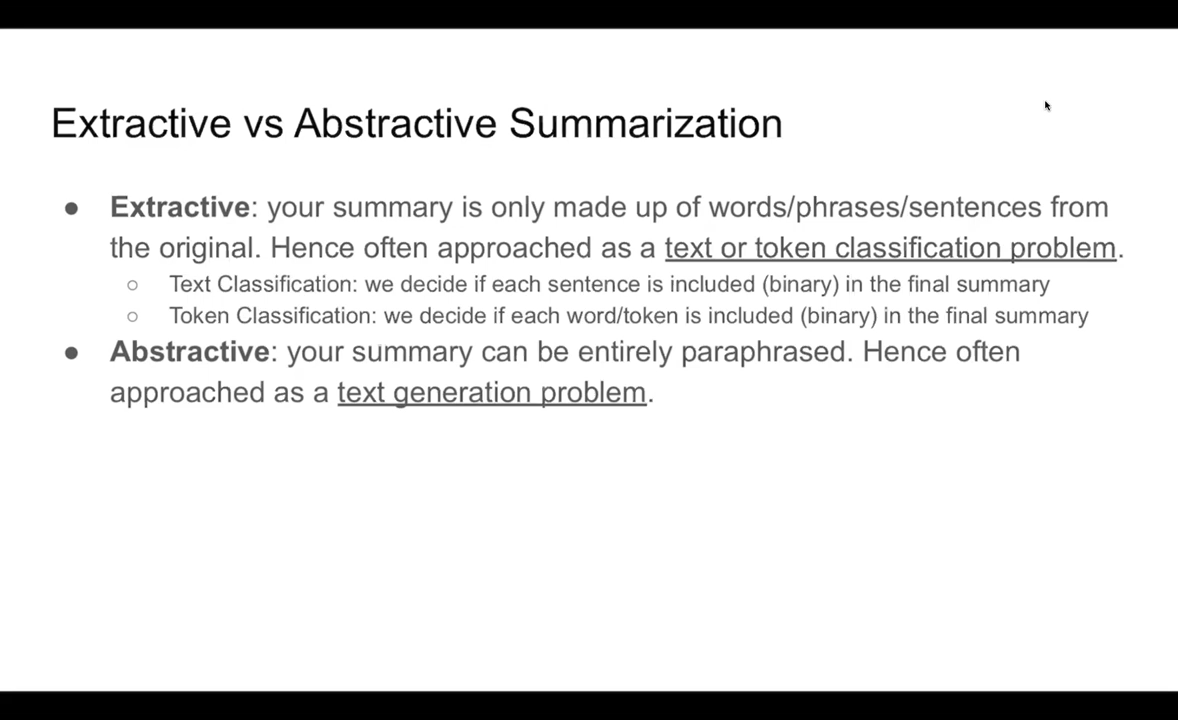 Extractive vs Abstractive Summarization
● Extractive: your summary is only made up of words/phrases/sentences from
the original. Hence often approached as a text or token classification problem.
○ Text Classification: we decide if each sentence is included (binary) in the final summary
○ Token Classification: we decide if each word/token is included (binary) in the final summary
● Abstractive: your summary can be entirely paraphrased. Hence often
approached as a text generation problem.